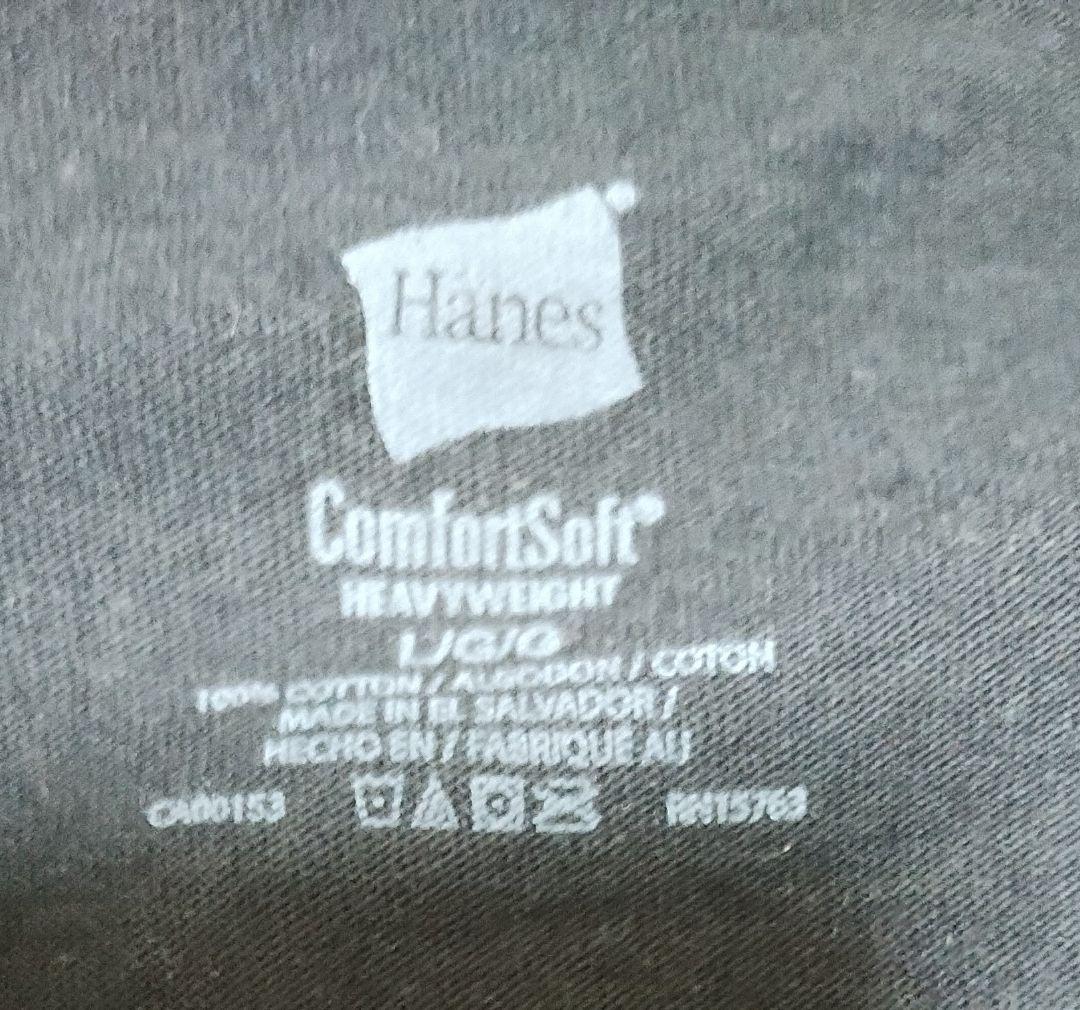 Hanes
ComfortSoft®
HEAVYWEIGHT
L/G/G
100% COTTON / ALGODON / COTON
MADE IN EL SALVADOR /
HECHO EN / FABRIQUÉ AU
CA00153 RN15763